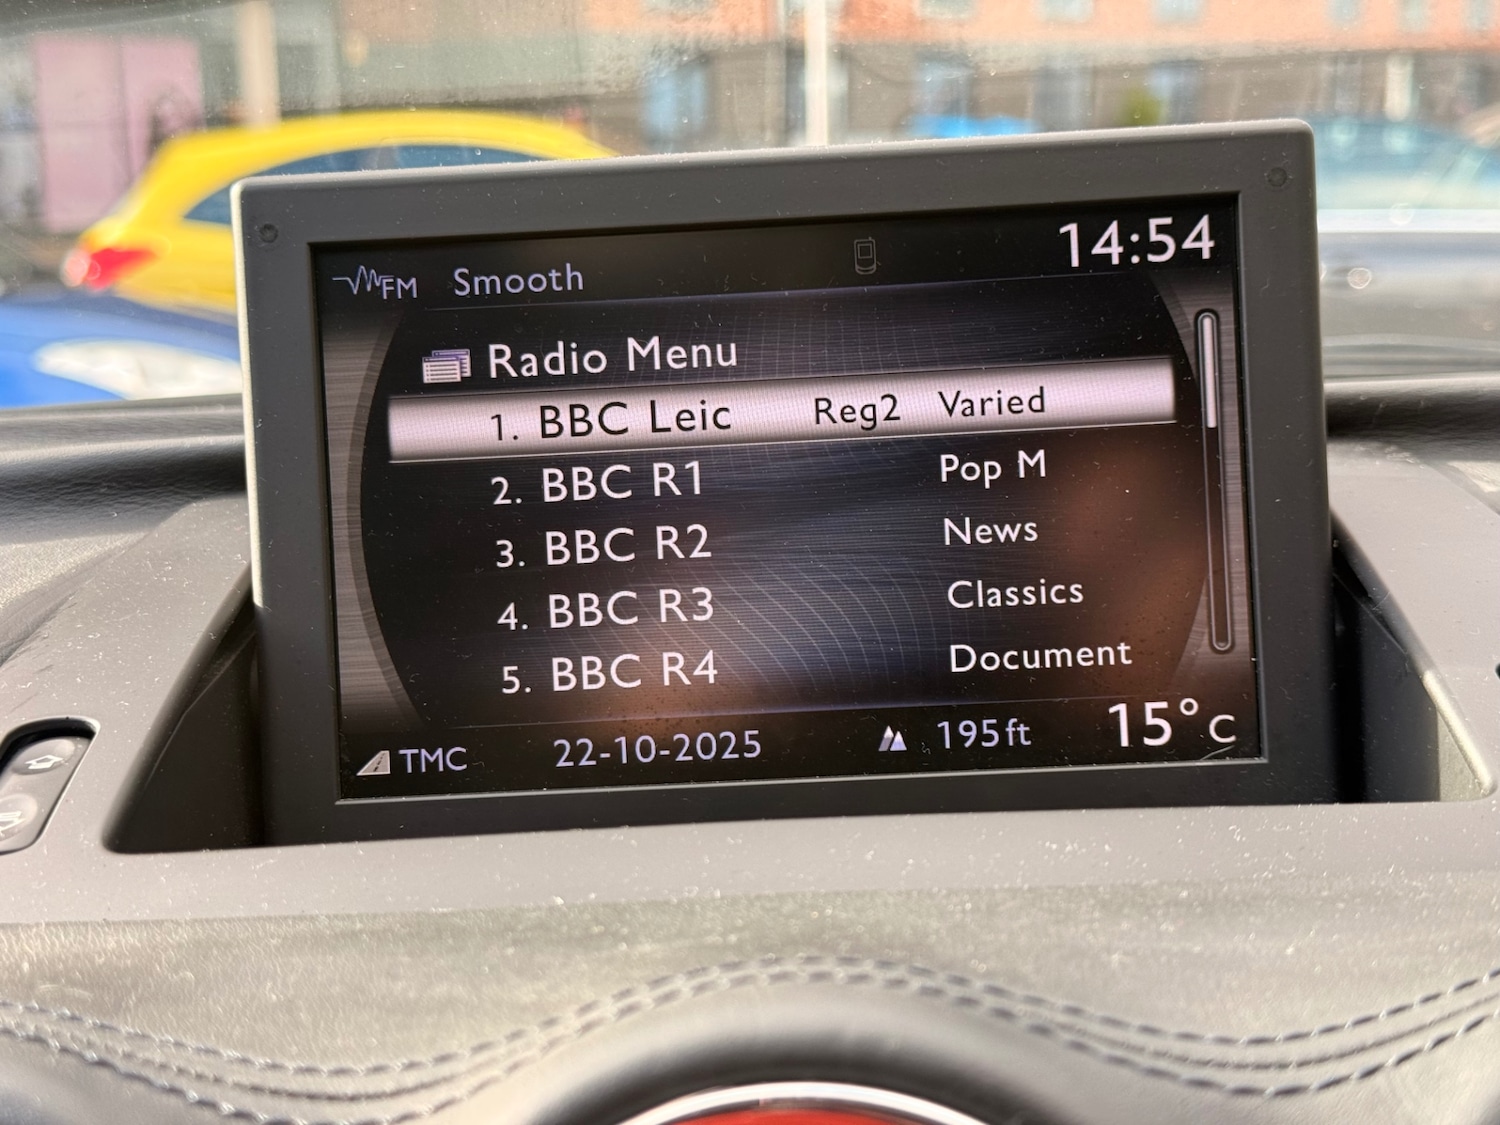 FM Smooth 14:54
Radio Menu
1. BBC Leic Reg2 Varied
2. BBC R1 Pop M
3. BBC R2 News
4. BBC R3 Classics
5. BBC R4 Document
TMC 22-10-2025 195ft 15°C